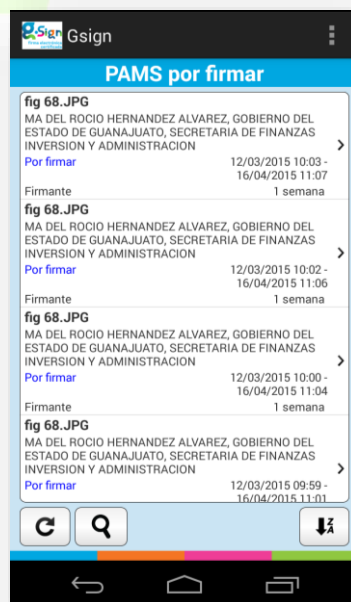 g-Sign Gsign
PAMS por firmar
fig 68.JPG
MA DEL ROCIO HERNANDEZ ALVAREZ, GOBIERNO DEL
ESTADO DE GUANAJUATO, SECRETARIA DE FINANZAS
INVERSION Y ADMINISTRACION
Por firmar 12/03/2015 10:03 -
16/04/2015 11:07
Firmante 1 semana
fig 68.JPG
MA DEL ROCIO HERNANDEZ ALVAREZ, GOBIERNO DEL
ESTADO DE GUANAJUATO, SECRETARIA DE FINANZAS
INVERSION Y ADMINISTRACION
Por firmar 12/03/2015 10:02 -
16/04/2015 11:06
Firmante 1 semana
fig 68.JPG
MA DEL ROCIO HERNANDEZ ALVAREZ, GOBIERNO DEL
ESTADO DE GUANAJUATO, SECRETARIA DE FINANZAS
INVERSION Y ADMINISTRACION
Por firmar 12/03/2015 10:00 -
16/04/2015 11:04
Firmante 1 semana
fig 68.JPG
MA DEL ROCIO HERNANDEZ ALVAREZ, GOBIERNO DEL
ESTADO DE GUANAJUATO, SECRETARIA DE FINANZAS
INVERSION Y ADMINISTRACION
Por firmar 12/03/2015 09:59 -
16/04/2015 11:01
Z
A